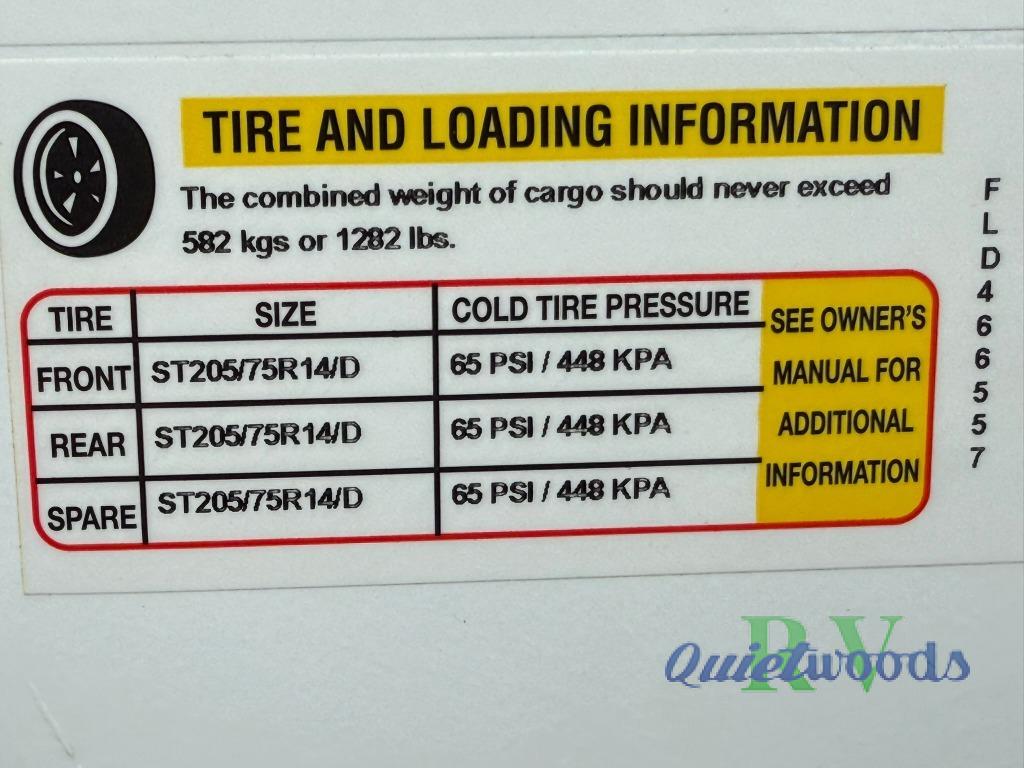 TIRE AND LOADING INFORMATION
The combined weight of cargo should never exceed
582 kgs or 1282 lbs.
TIRE SIZE COLD TIRE PRESSURE
FRONT ST205/75R14/D 65 PSI / 448 KPA
REAR ST205/75R14/D 65 PSI / 448 KPA
SPARE ST205/75R14/D 65 PSI / 448 KPA
SEE OWNER'S
MANUAL FOR
ADDITIONAL
INFORMATION
F
L
D
4
6
6
5
5
7
Quietwoods RV